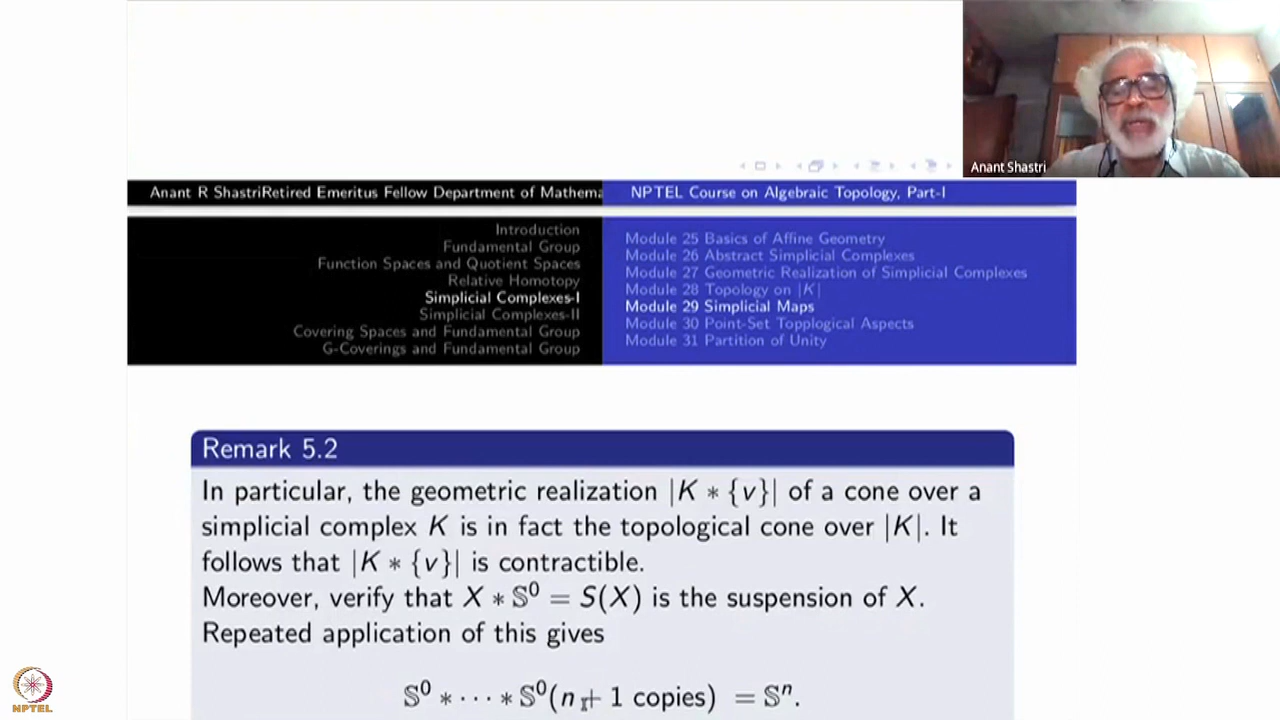 Anant Shastri
Anant R ShastriRetired Emeritus Fellow Department of Mathema
NPTEL Course on Algebraic Topology, Part-I
Introduction
Fundamental Group
Function Spaces and Quotient Spaces
Relative Homotopy
Simplicial Complexes-I
Simplicial Complexes-II
Covering Spaces and Fundamental Group
G-Coverings and Fundamental Group
Module 25 Basics of Affine Geometry
Module 26 Abstract Simplicial Complexes
Module 27 Geometric Realization of Simplicial Complexes
Module 28 Topology on |K|
Module 29 Simplicial Maps
Module 30 Point-Set Topplogical Aspects
Module 31 Partition of Unity
Remark 5.2
In particular, the geometric realization |K ∗ {v}| of a cone over a
simplicial complex K is in fact the topological cone over |K|. It
follows that |K ∗ {v}| is contractible.
Moreover, verify that X ∗ 𝕊⁰ = S(X) is the suspension of X.
Repeated application of this gives
𝕊⁰ ∗ ⋯ ∗ 𝕊⁰(n + 1 copies) = 𝕊ⁿ.
NPTEL